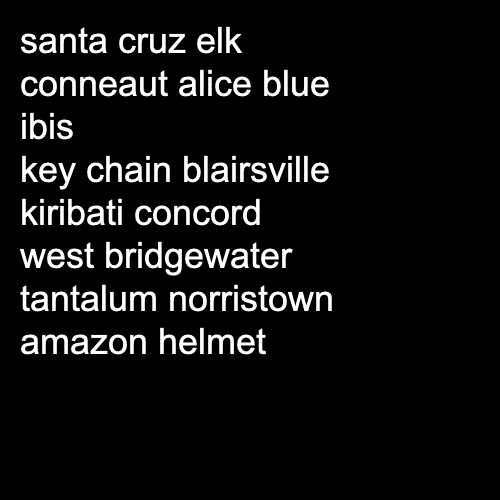 santa cruz elk
conneaut alice blue
ibis
key chain blairsville
kiribati concord
west bridgewater
tantalum norristown
amazon helmet